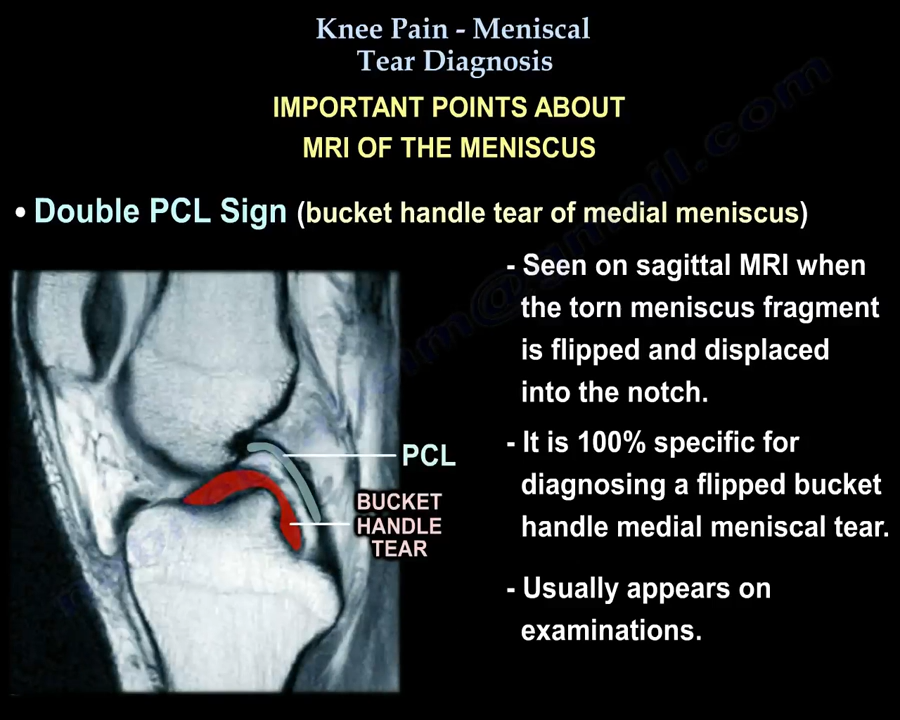 Knee Pain - Meniscal
Tear Diagnosis
IMPORTANT POINTS ABOUT
MRI OF THE MENISCUS
• Double PCL Sign (bucket handle tear of medial meniscus)
- Seen on sagittal MRI when
the torn meniscus fragment
is flipped and displaced
into the notch.
- It is 100% specific for
diagnosing a flipped bucket
handle medial meniscal tear.
- Usually appears on
examinations.
PCL
BUCKET
HANDLE
TEAR